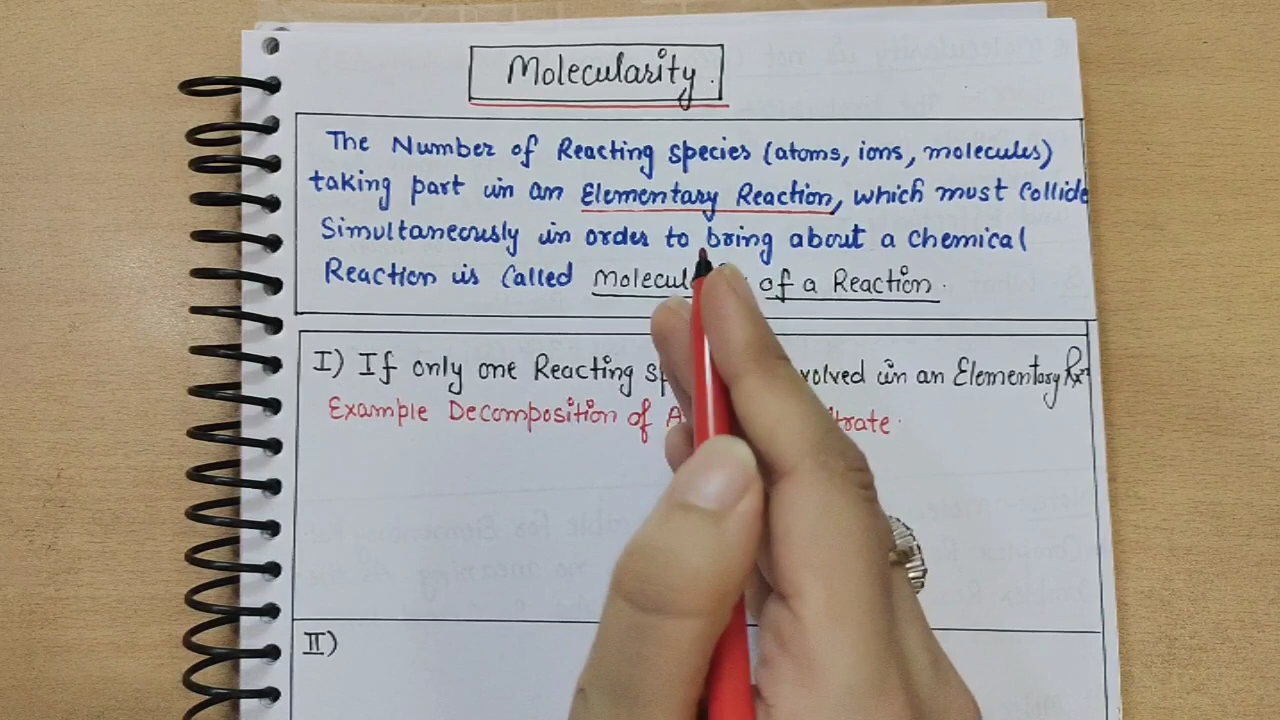 Molecularity.
The Number of Reacting species (atoms, ions, molecules)
taking part in an Elementary Reaction, which must Collide
Simultaneously in order to bring about a chemical
Reaction is Called of a Reaction.
I) If only one Reacting in an Elementary Rxn
Example Decomposition of
II)